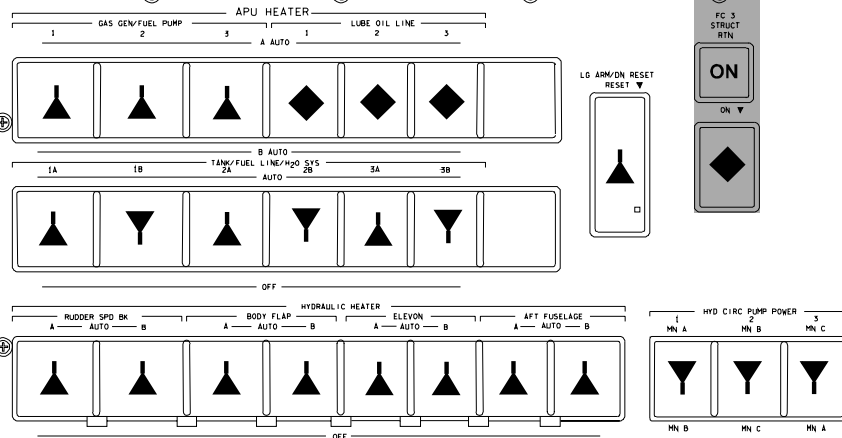 APU HEATER
GAS GEN/FUEL PUMP LUBE OIL LINE
1 2 3 1 2 3
A AUTO
B AUTO
TANK/FUEL LINE/H2O SYS
1A 1B 2A 2B 3A 3B
AUTO
OFF
LG ARM/DN RESET
RESET ▼
FC 3
STRUCT
RTN
ON
ON ▼
HYDRAULIC HEATER
RUDDER SPD BK BODY FLAP ELEVON AFT FUSELAGE
A AUTO B A AUTO B A AUTO B A AUTO B
OFF
HYD CIRC PUMP POWER
1 2 3
MN A MN B MN C
MN B MN C MN A